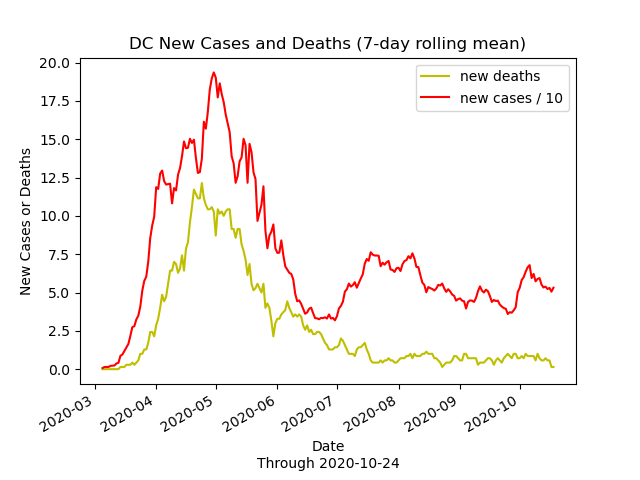 DC New Cases and Deaths (7-day rolling mean)
new deaths
new cases / 10
New Cases or Deaths
20.0
17.5
15.0
12.5
10.0
7.5
5.0
2.5
0.0
2020-03
2020-04
2020-05
2020-06
2020-07
2020-08
2020-09
2020-10
Date
Through 2020-10-24